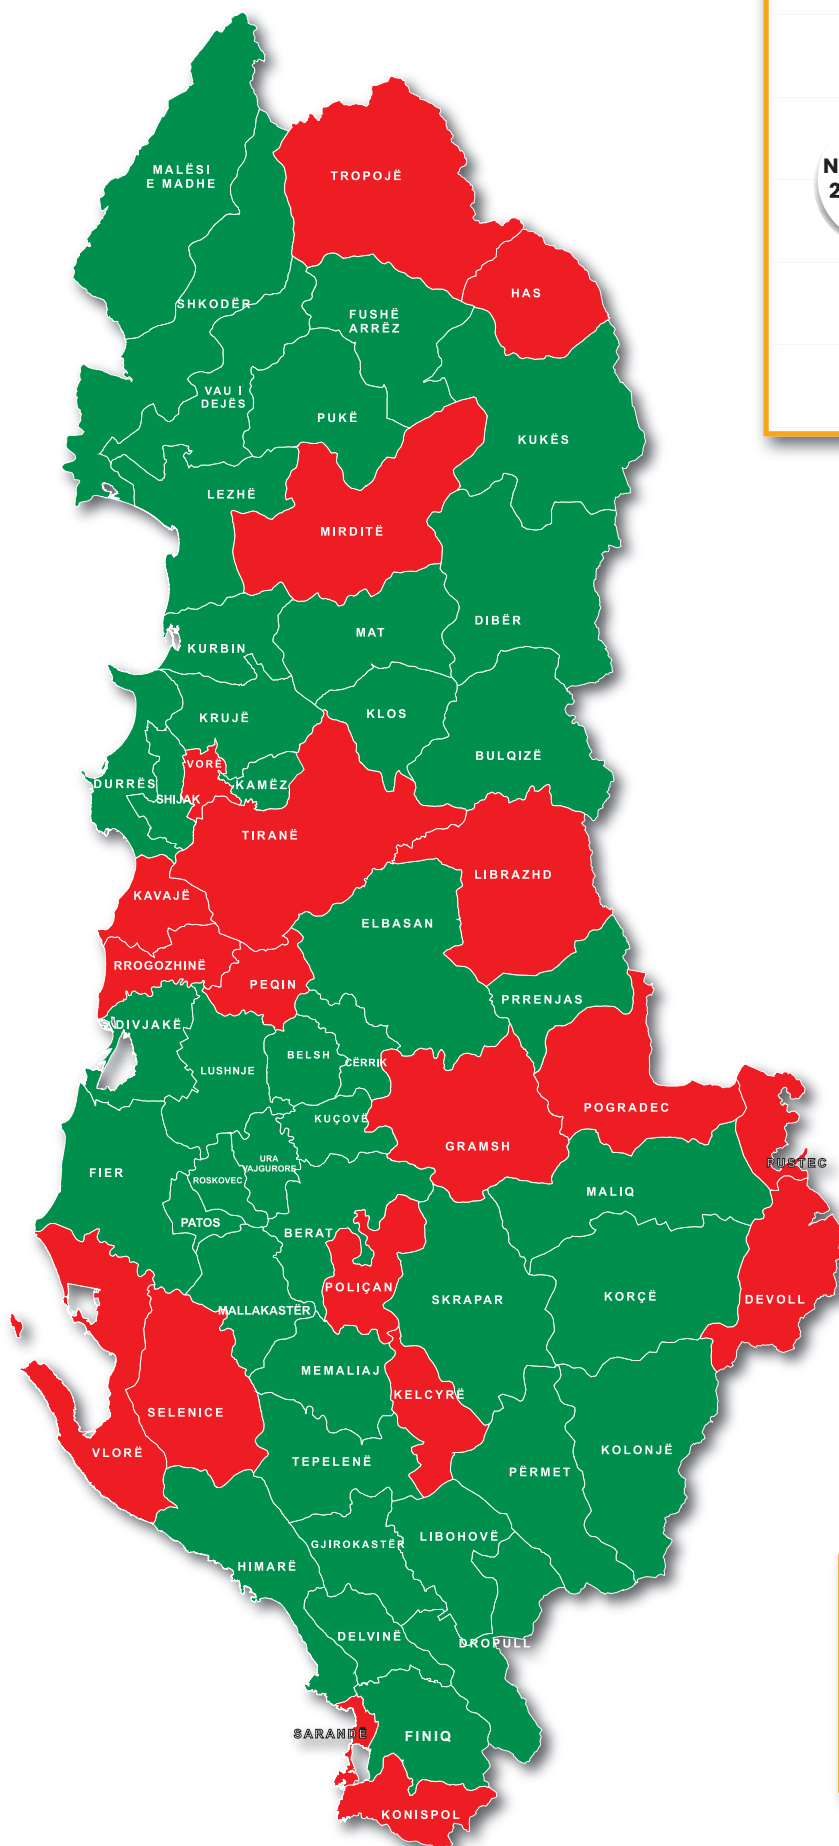 MALËSI
E MADHE
TROPOJË
HAS
SHKODËR
FUSHË
ARRËZ
VAU I
DEJËS
PUKË
KUKËS
LEZHË
MIRDITË
DIBËR
MAT
KURBIN
KRUJË
KLOS
BULQIZË
VORË
DURRËS
KAMËZ
SHIJAK
TIRANË
LIBRAZHD
KAVAJË
ELBASAN
RROGOZHINË
PEQIN
PRRENJAS
DIVJAKË
BELSH
CËRRIK
LUSHNJE
POGRADEC
KUÇOVË
GRAMSH
URA
VAJGURORE
PUSTEC
FIER
ROSKOVEC
MALIQ
PATOS
BERAT
POLIÇAN
SKRAPAR
KORÇË
DEVOLL
MALLAKASTËR
MEMALIAJ
KELCYRË
SELENICE
VLORË
TEPELENË
PËRMET
KOLONJË
GJIROKASTËR
LIBOHOVË
HIMARË
DELVINË
DROPULL
SARANDË
FINIQ
KONISPOL